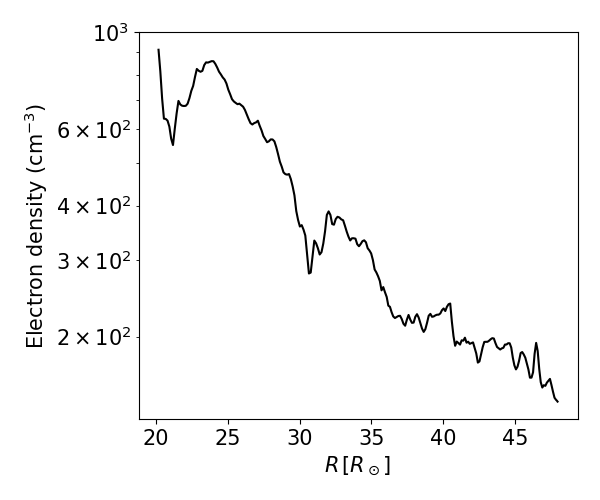 10³
6 × 10²
4 × 10²
3 × 10²
2 × 10²
Electron density (cm⁻³)
20 25 30 35 40 45
R [R⊙]